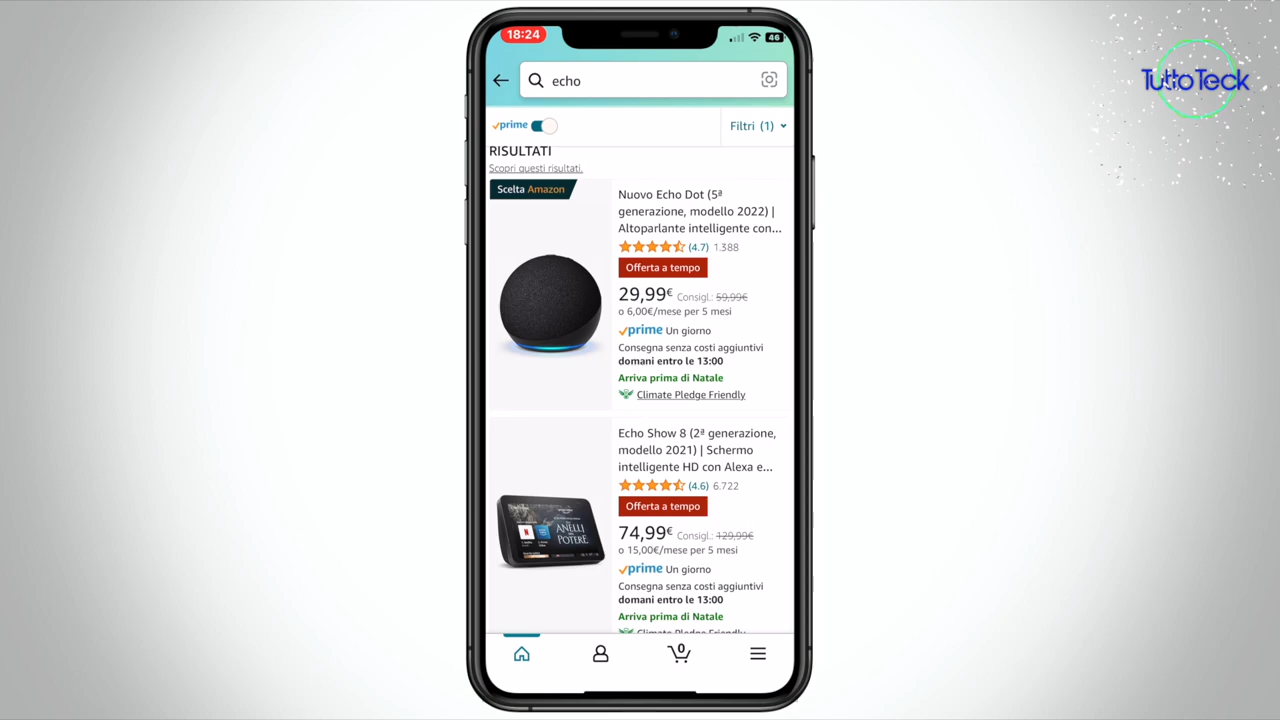 18:24
46
TuttoTeck
echo
prime
Filtri (1)
RISULTATI
Scopri questi risultati.
Scelta Amazon
Nuovo Echo Dot (5ª
generazione, modello 2022) |
Altoparlante intelligente con...
(4.7) 1.388
Offerta a tempo
29,99€ Consigl.: 59,99€
o 6,00€/mese per 5 mesi
prime Un giorno
Consegna senza costi aggiuntivi
domani entro le 13:00
Arriva prima di Natale
Climate Pledge Friendly
Echo Show 8 (2ª generazione,
modello 2021) | Schermo
intelligente HD con Alexa e...
(4.6) 6.722
Offerta a tempo
ANELLI
POTERE
74,99€ Consigl.: 129,99€
o 15,00€/mese per 5 mesi
prime Un giorno
Consegna senza costi aggiuntivi
domani entro le 13:00
Arriva prima di Natale
Climate Pledge Friendly
0